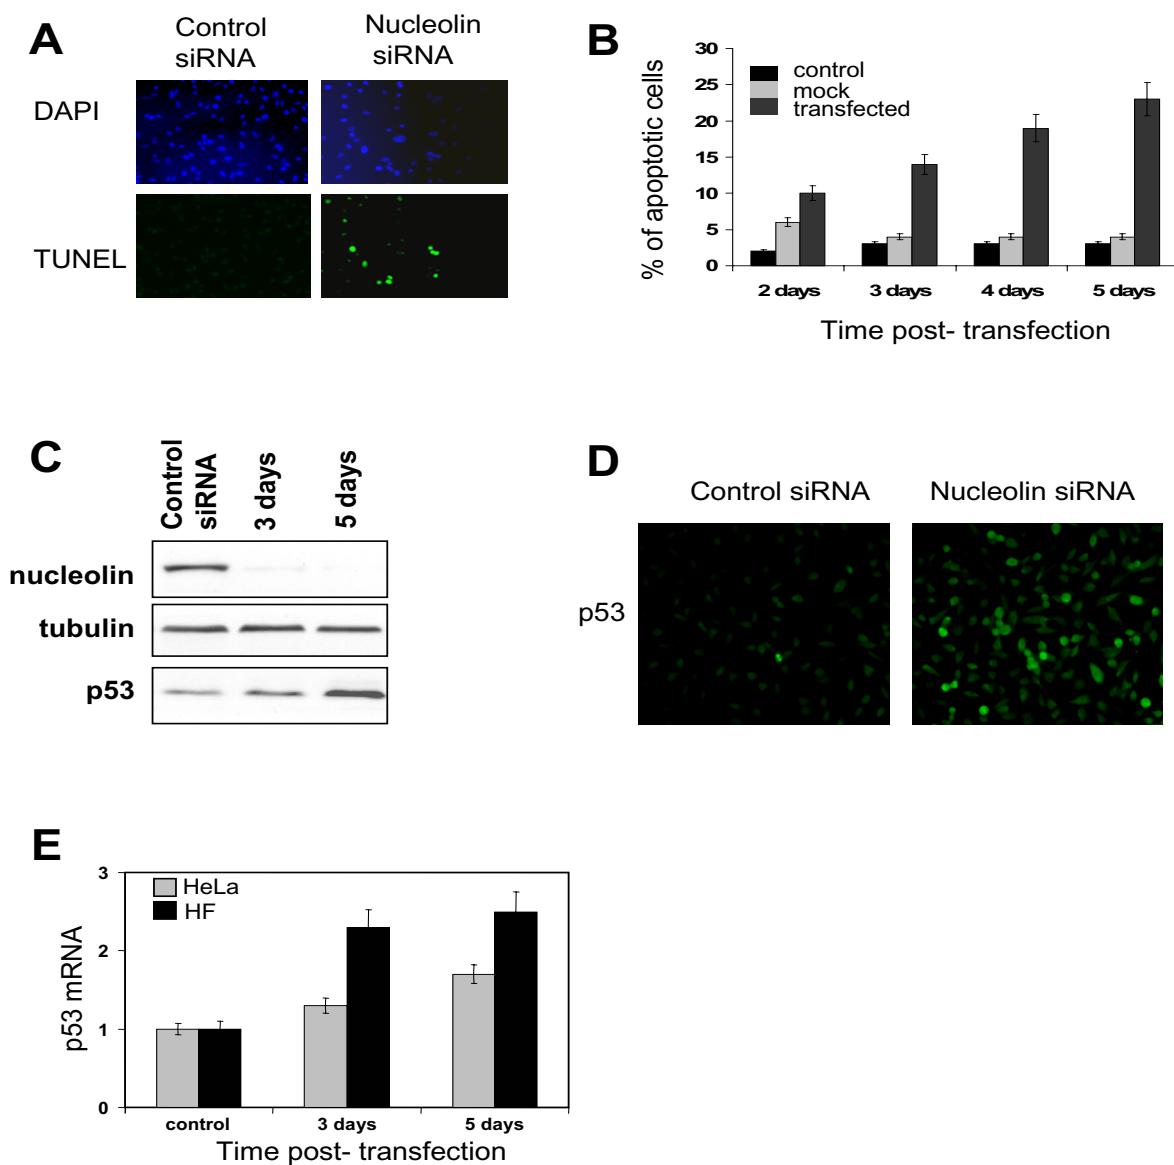 A
Control
siRNA
Nucleolin
siRNA
DAPI
TUNEL
B
% of apoptotic cells
30
25
20
15
10
5
0
control
mock
transfected
2 days
3 days
4 days
5 days
Time post- transfection
C
Control
siRNA
3 days
5 days
nucleolin
tubulin
p53
D
Control siRNA
Nucleolin siRNA
p53
E
p53 mRNA
3
2
1
0
HeLa
HF
control
3 days
5 days
Time post- transfection